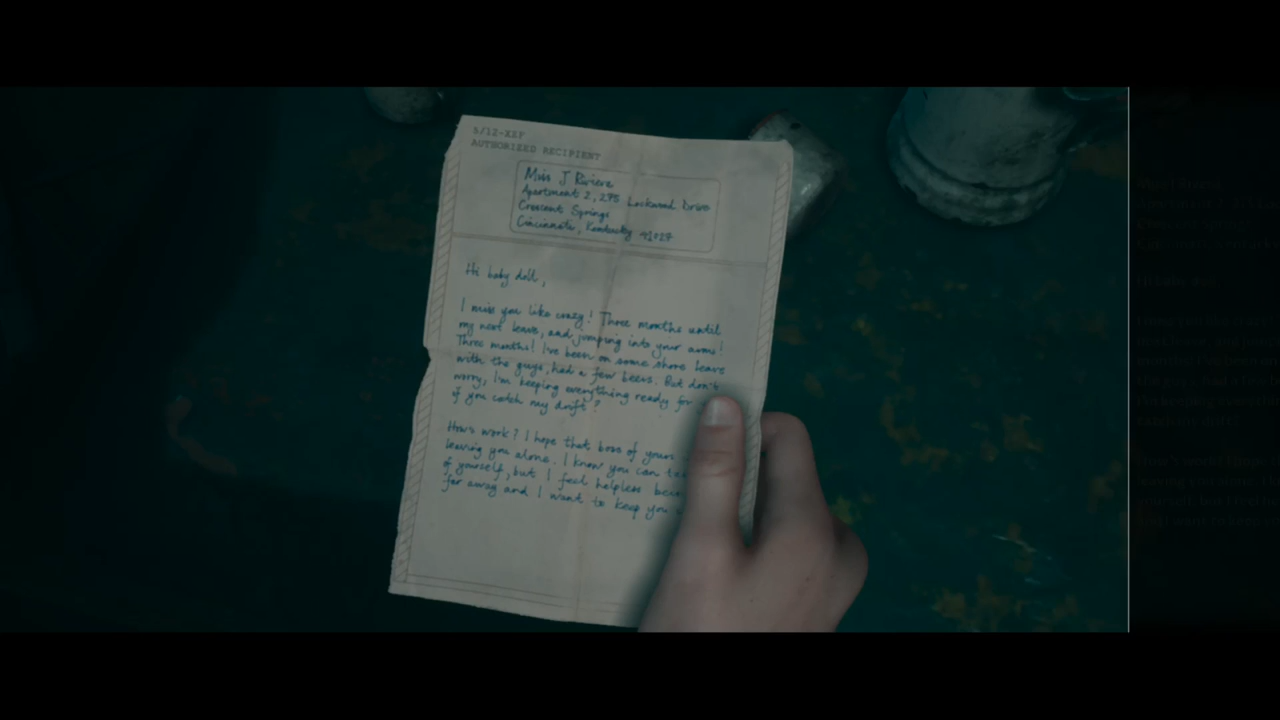 5/12-XEF
AUTHORIZED RECIPIENT
Miss J Riviere
Apartment 2, 275 Lockwood Drive
Crescent Springs
Cincinnati, Kentucky 41017
Hi baby doll,
I miss you like crazy! Three months until
my next leave, and jumping into your arms!
Three months! I've been on some shore leave
with the guys, had a few beers. But don't
worry, I'm keeping everything ready for
if you catch my drift?
How's work? I hope that boss of yours
leaving you alone. I know you can
of yourself, but I feel helpless
far away and I want to keep you